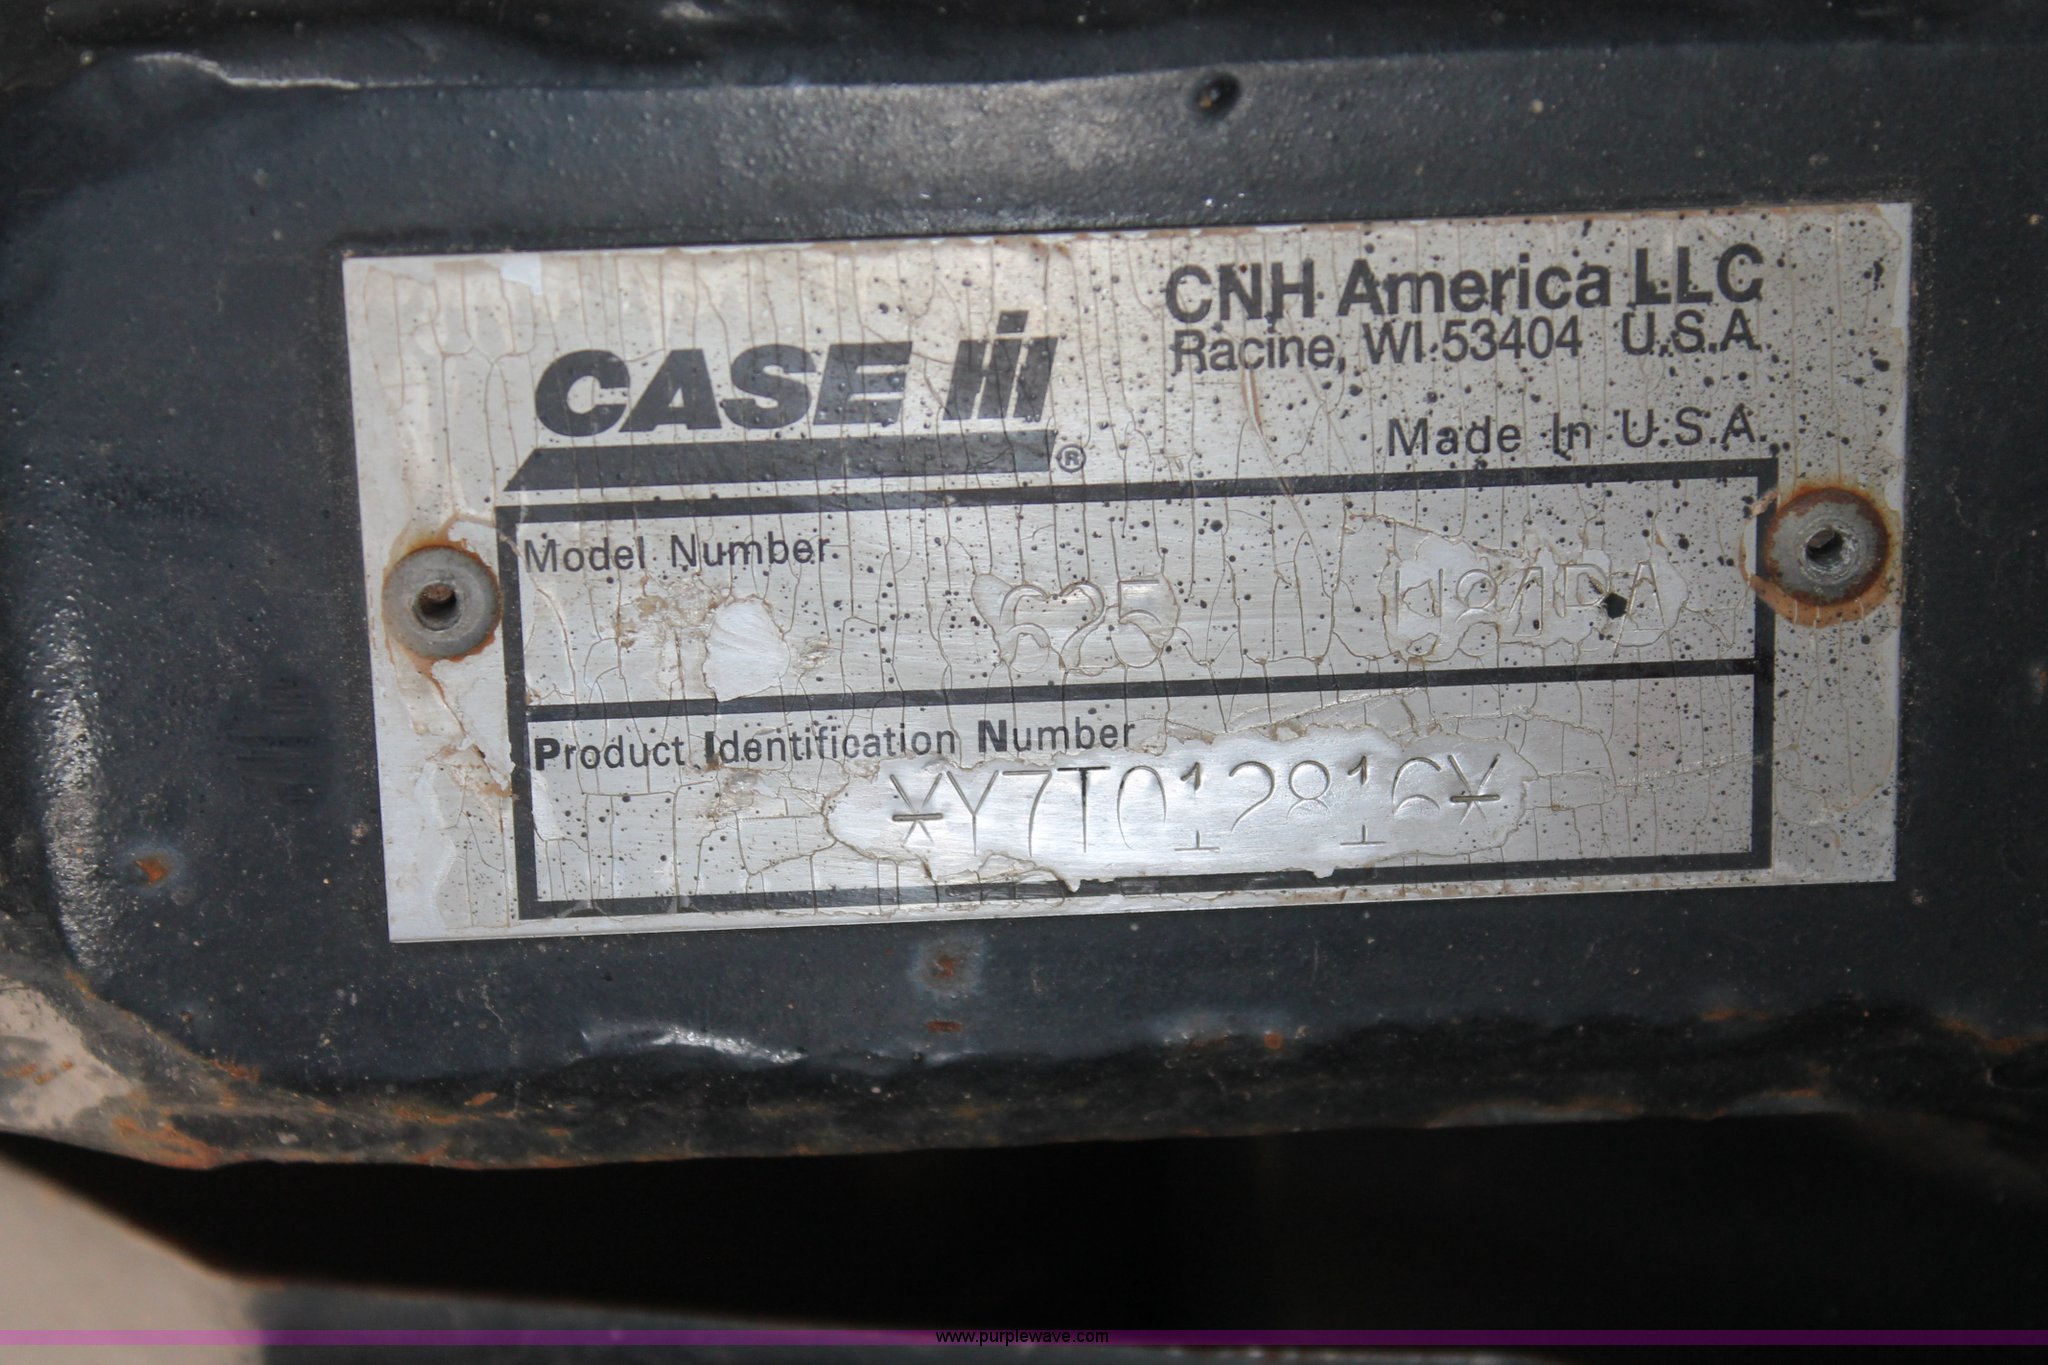 CASE IH ®
CNH America LLC
Racine, WI 53404 U.S.A.
Made In U.S.A.
Model Number
625
Product Identification Number
*Y7T012816*
www.purplewave.com